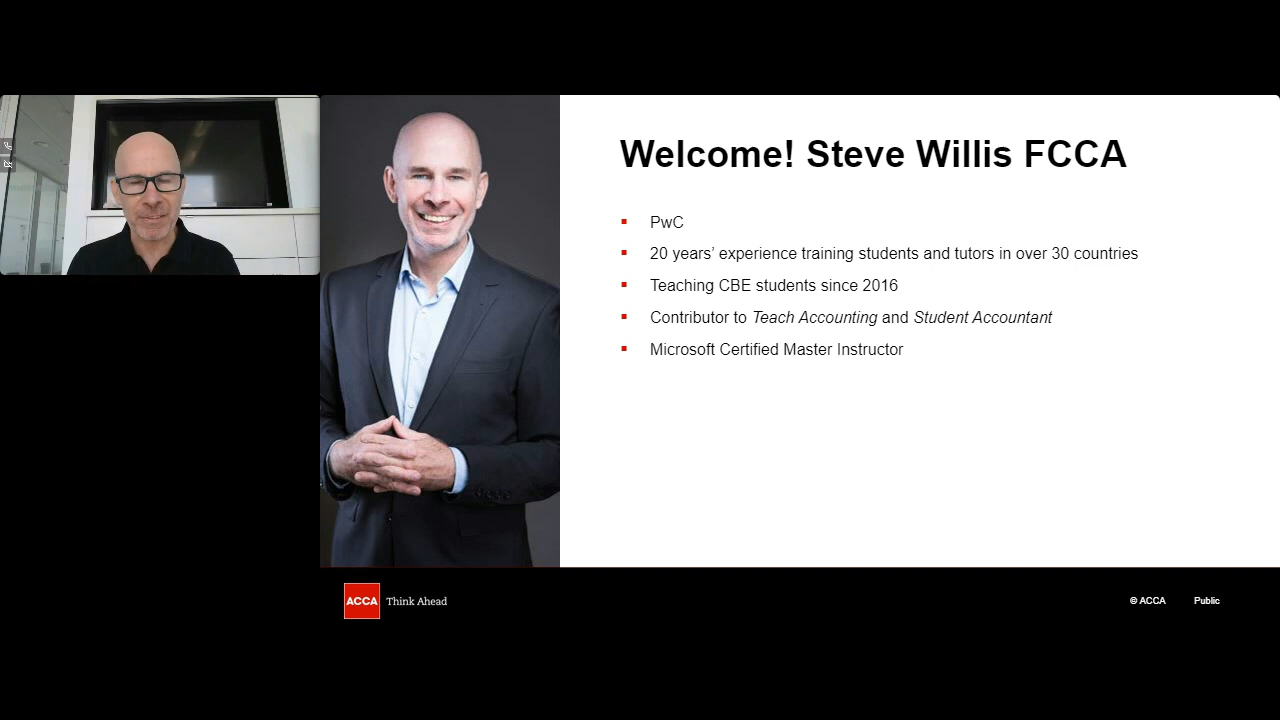 Welcome! Steve Willis FCCA
▪ PwC
▪ 20 years’ experience training students and tutors in over 30 countries
▪ Teaching CBE students since 2016
▪ Contributor to Teach Accounting and Student Accountant
▪ Microsoft Certified Master Instructor
ACCA Think Ahead
© ACCA Public